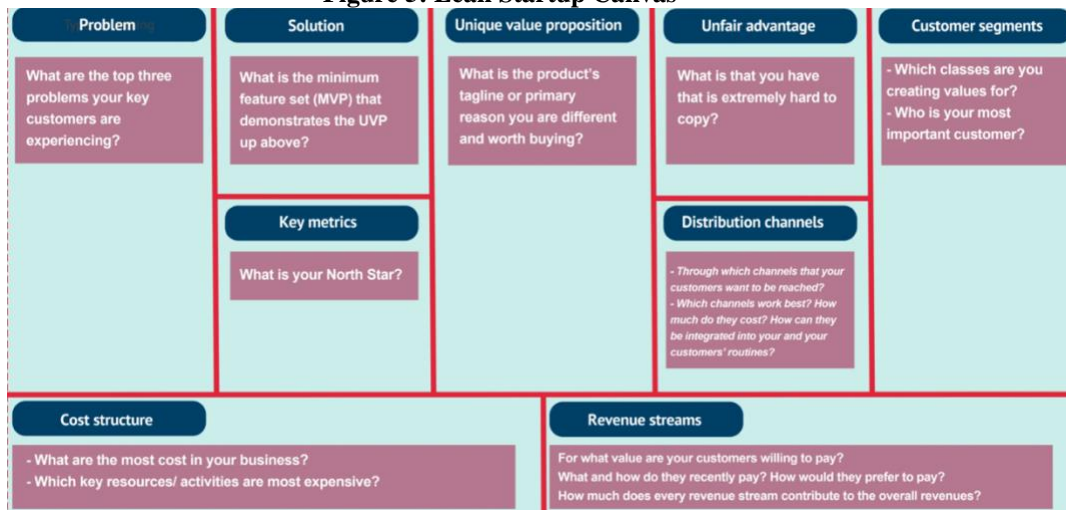 Figure 3. Lean Startup Canvas
Problem
What are the top three
problems your key
customers are
experiencing?
Solution
What is the minimum
feature set (MVP) that
demonstrates the UVP
up above?
Key metrics
What is your North Star?
Unique value proposition
What is the product's
tagline or primary
reason you are different
and worth buying?
Unfair advantage
What is that you have
that is extremely hard to
copy?
Distribution channels
- Through which channels that your
customers want to be reached?
- Which channels work best? How
much do they cost? How can they
be integrated into your and your
customers' routines?
Customer segments
- Which classes are you
creating values for?
- Who is your most
important customer?
Cost structure
- What are the most cost in your business?
- Which key resources/ activities are most expensive?
Revenue streams
For what value are your customers willing to pay?
What and how do they recently pay? How would they prefer to pay?
How much does every revenue stream contribute to the overall revenues?